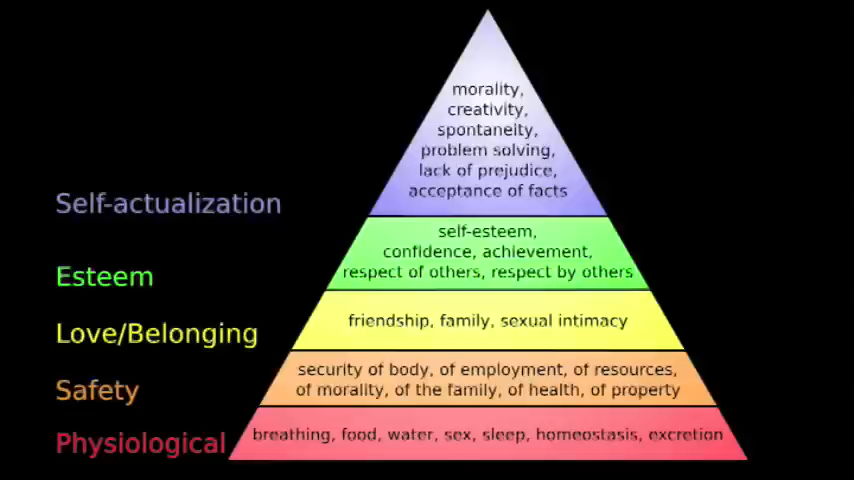 morality,
creativity,
spontaneity,
problem solving,
lack of prejudice,
acceptance of facts
Self-actualization
self-esteem,
confidence, achievement,
respect of others, respect by others
Esteem
friendship, family, sexual intimacy
Love/Belonging
security of body, of employment, of resources,
of morality, of the family, of health, of property
Safety
breathing, food, water, sex, sleep, homeostasis, excretion
Physiological